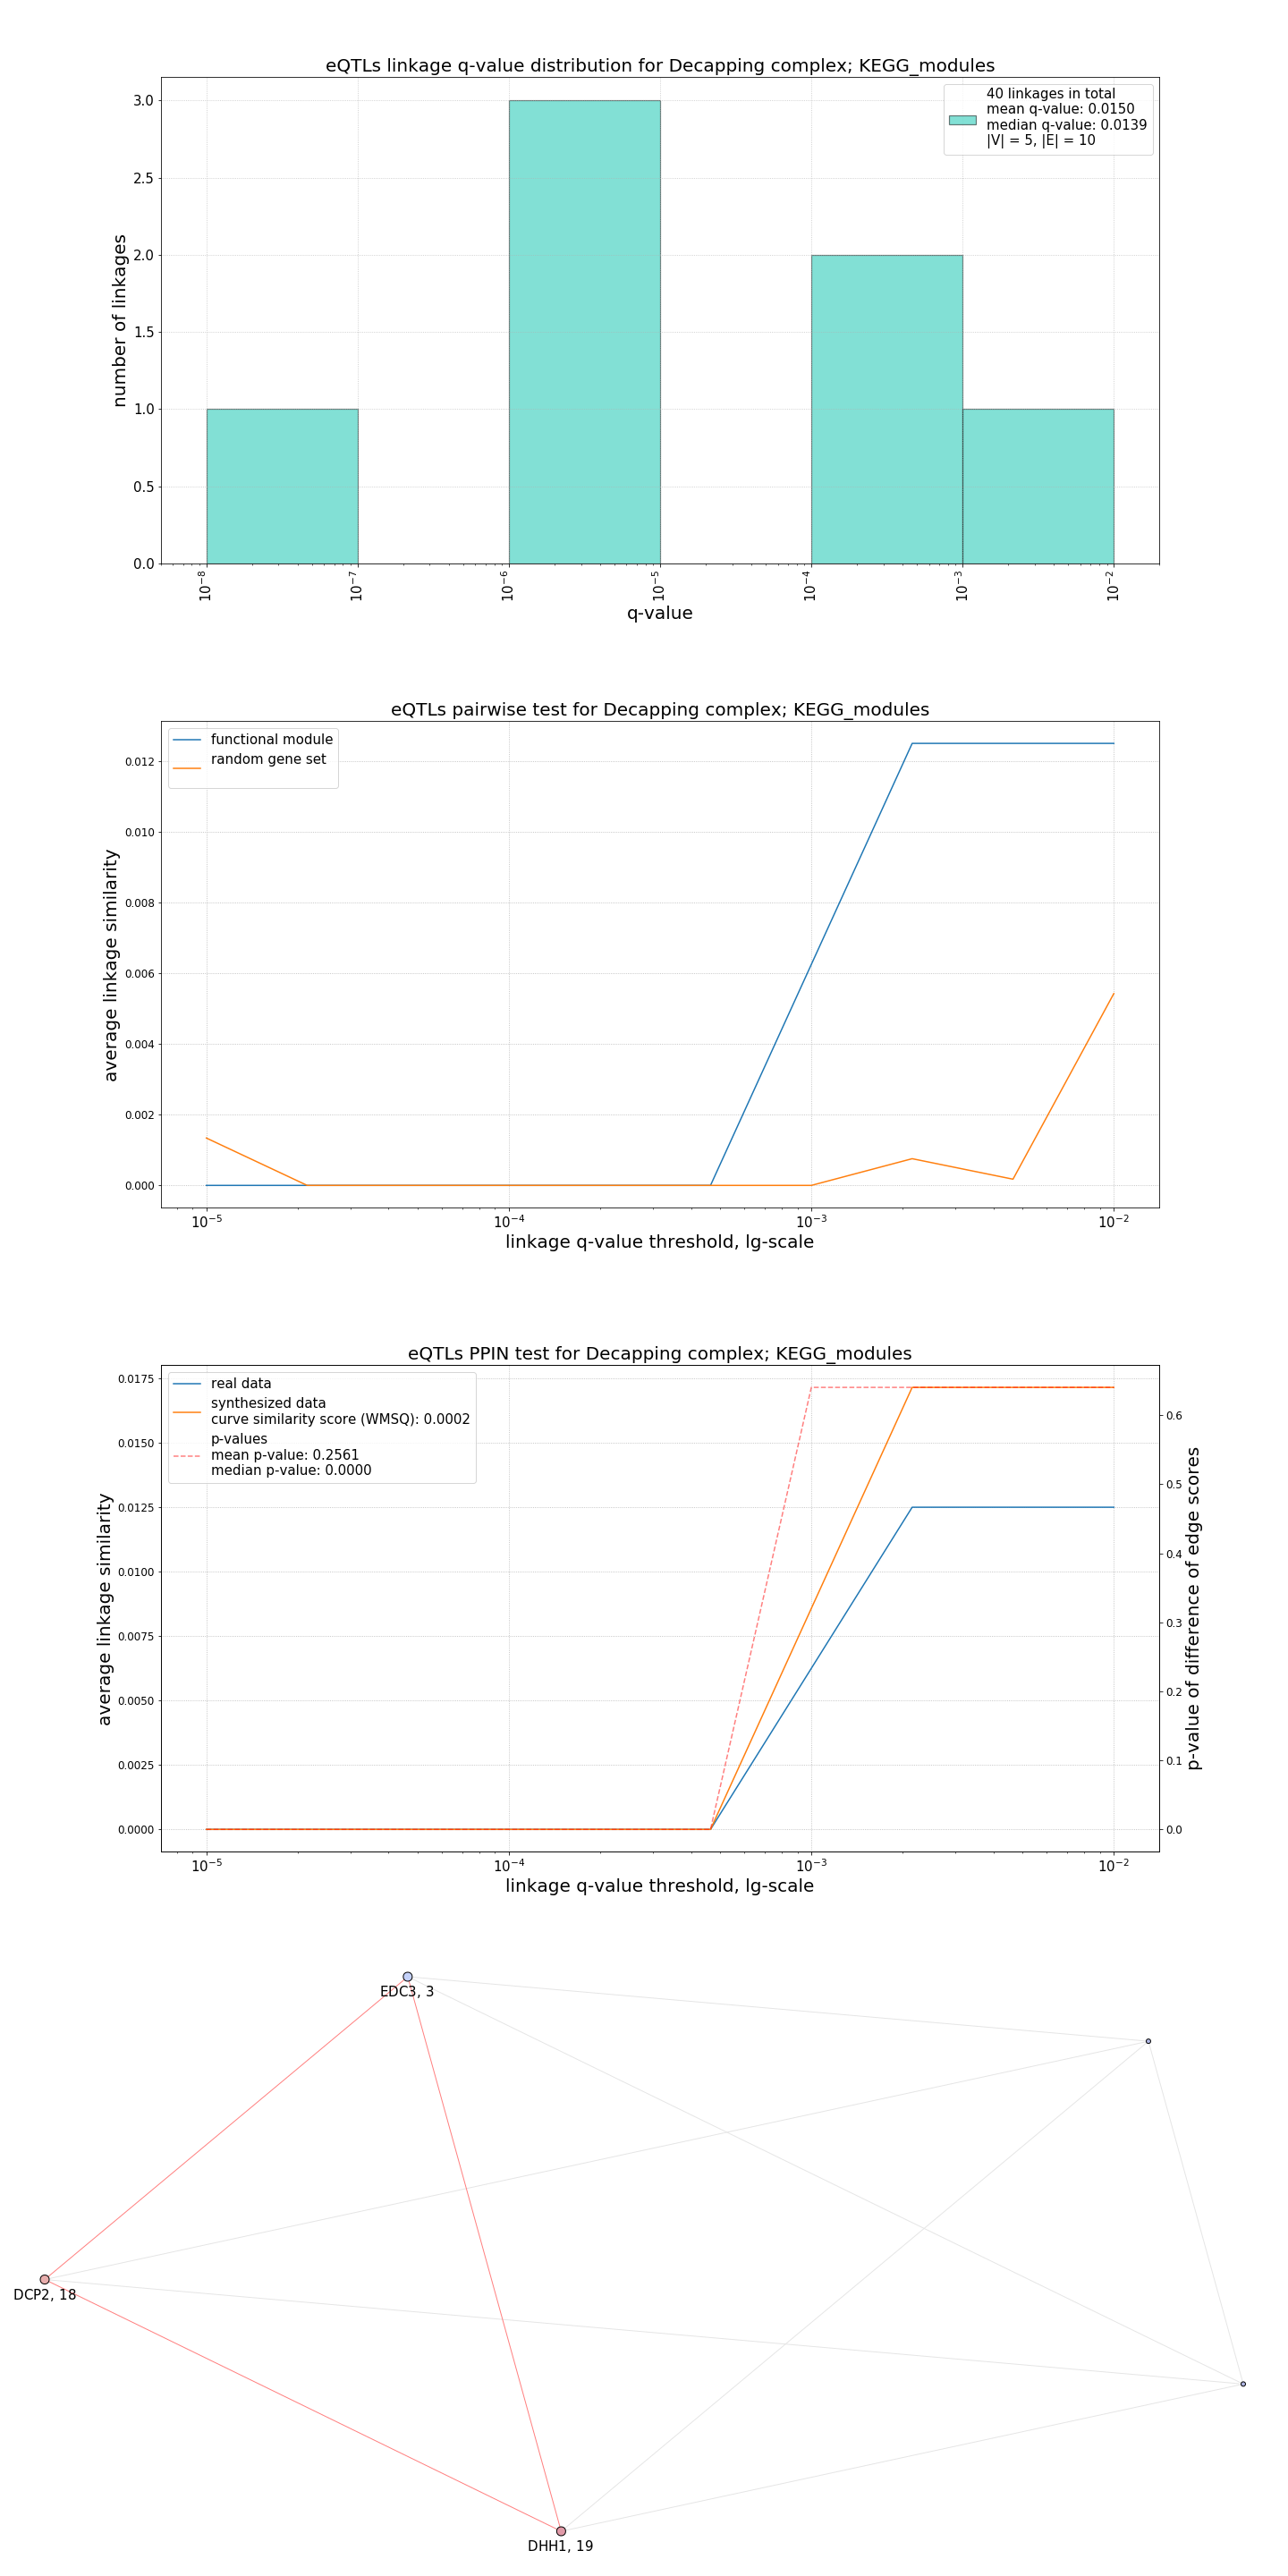 eQTLs linkage q-value distribution for Decapping complex; KEGG_modules
40 linkages in total
mean q-value: 0.0150
median q-value: 0.0139
|V| = 5, |E| = 10
number of linkages
3.0
2.5
2.0
1.5
1.0
0.5
0.0
10⁻⁸
10⁻⁷
10⁻⁶
10⁻⁵
10⁻⁴
10⁻³
10⁻²
q-value
eQTLs pairwise test for Decapping complex; KEGG_modules
functional module
random gene set
average linkage similarity
0.012
0.010
0.008
0.006
0.004
0.002
0.000
10⁻⁵
10⁻⁴
10⁻³
10⁻²
linkage q-value threshold, lg-scale
eQTLs PPIN test for Decapping complex; KEGG_modules
real data
synthesized data
curve similarity score (WMSQ): 0.0002
p-values
mean p-value: 0.2561
median p-value: 0.0000
average linkage similarity
0.0175
0.0150
0.0125
0.0100
0.0075
0.0050
0.0025
0.0000
0.6
0.5
0.4
0.3
0.2
0.1
0.0
p-value of difference of edge scores
10⁻⁵
10⁻⁴
10⁻³
10⁻²
linkage q-value threshold, lg-scale
EDC3, 3
DCP2, 18
DHH1, 19